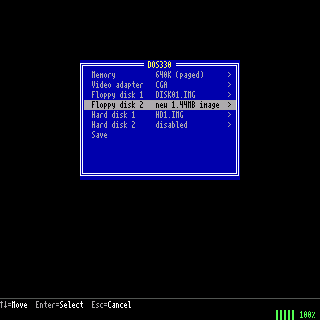 DOS330
Memory 640K (paged) >
Video adapter CGA >
Floppy disk 1 DISK01.IMG >
Floppy disk 2 new 1.44MB image >
Hard disk 1 HD1.IMG >
Hard disk 2 disabled >
Save
↑↓=Move Enter=Select Esc=Cancel
100%